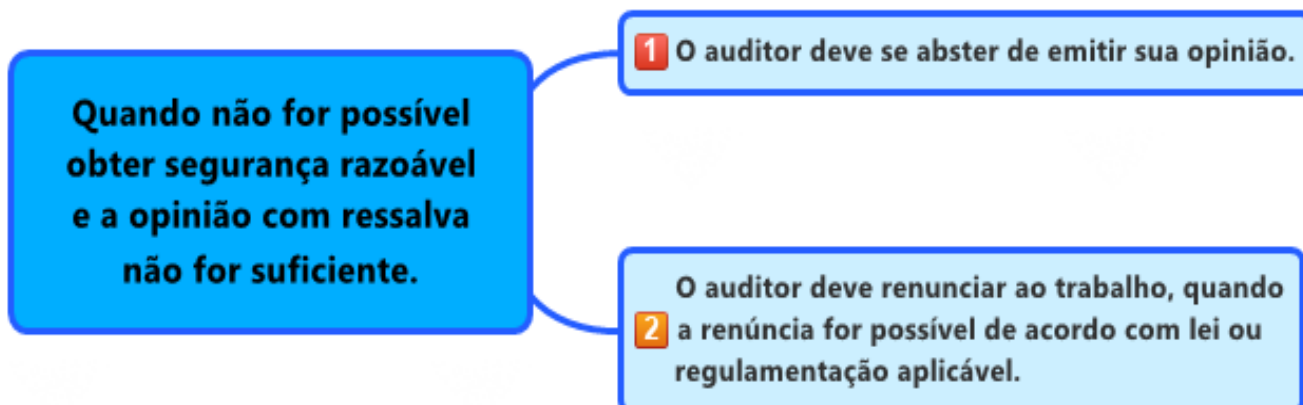 Quando não for possível
obter segurança razoável
e a opinião com ressalva
não for suficiente.
1 O auditor deve se abster de emitir sua opinião.
O auditor deve renunciar ao trabalho, quando
2 a renúncia for possível de acordo com lei ou
regulamentação aplicável.